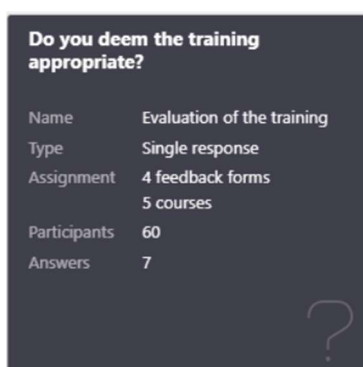 Do you deem the training
appropriate?
Name Evaluation of the training
Type Single response
Assignment 4 feedback forms
5 courses
Participants 60
Answers 7
?